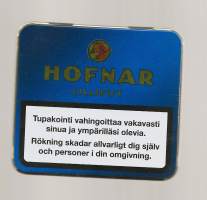 HOFNAR
Tupakointi vahingoittaa vakavasti
sinua ja ympärilläsi olevia.
Rökning skadar allvarligt dig själv
och personer i din omgivning.